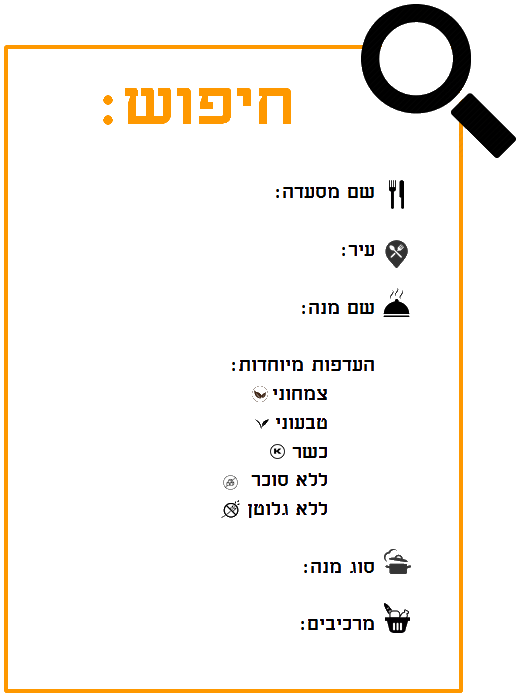 חיפוש:
שם מסעדה:
עיר:
שם מנה:
העדפות מיוחדות:
צמחוני
טבעוני
כשר K
ללא סוכר
ללא גלוטן
סוג מנה:
מרכיבים: